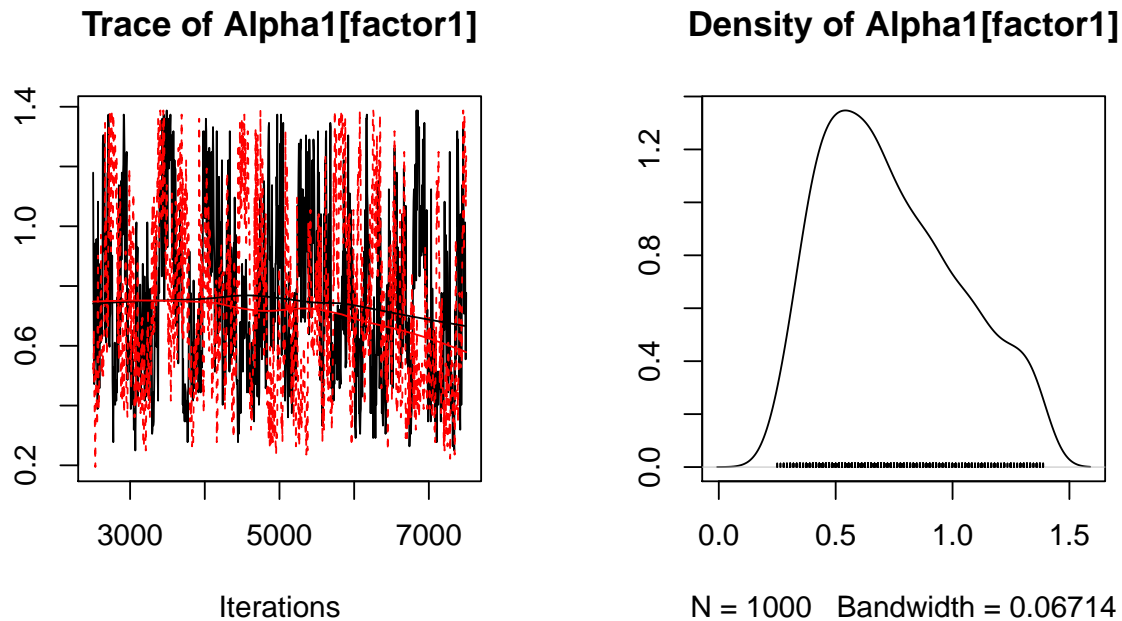 Trace of Alpha1[factor1]
1.4
1.0
0.6
0.2
3000 5000 7000
Iterations
Density of Alpha1[factor1]
1.2
0.8
0.4
0.0
0.0 0.5 1.0 1.5
N = 1000 Bandwidth = 0.06714